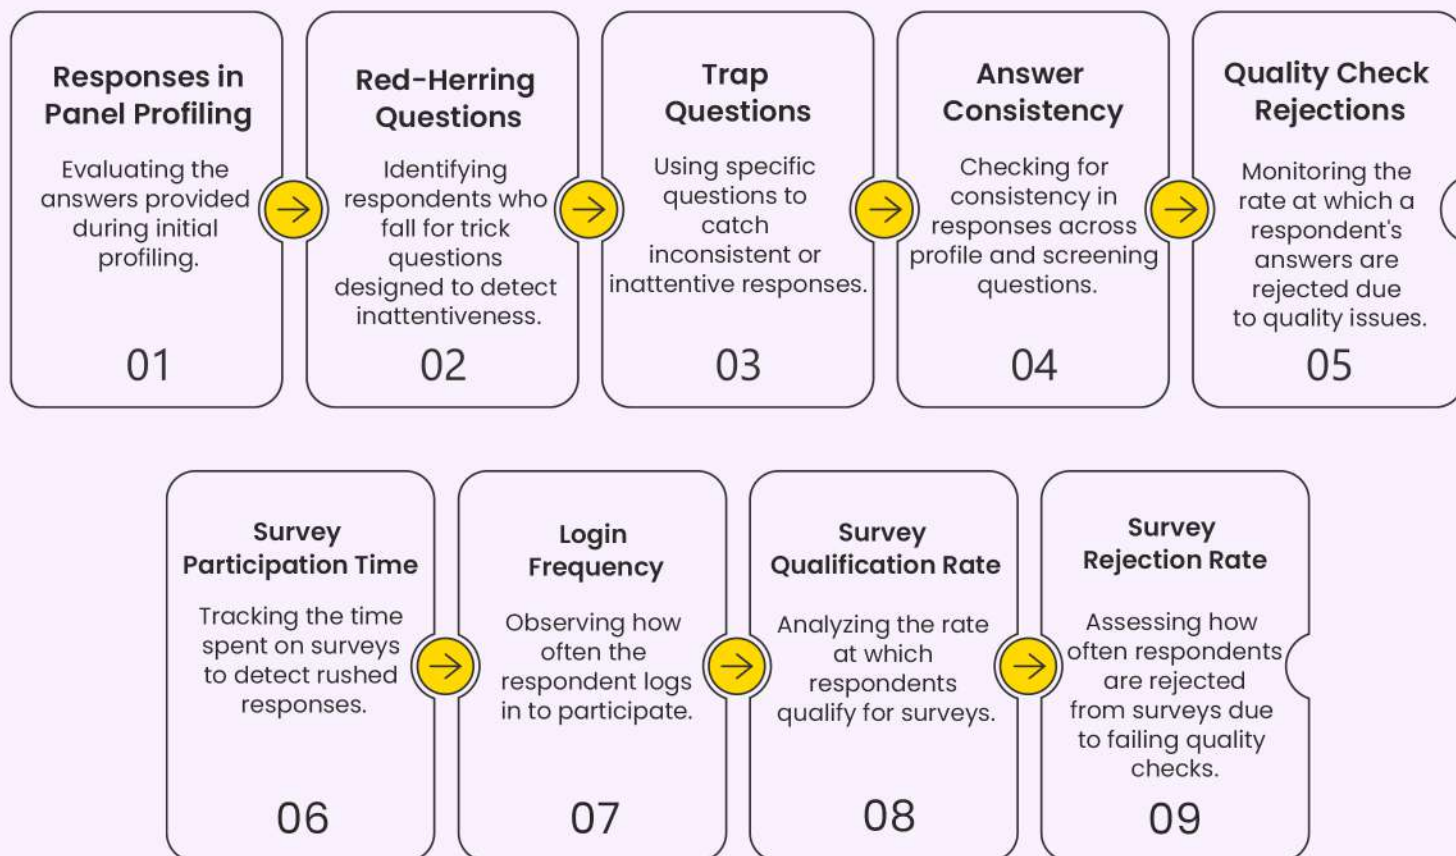 Responses in
Panel Profiling
Evaluating the
answers provided
during initial
profiling.
01
Red-Herring
Questions
Identifying
respondents who
fall for trick
questions
designed to detect
inattentiveness.
02
Trap
Questions
Using specific
questions to
catch
inconsistent or
inattentive responses.
03
Answer
Consistency
Checking for
consistency in
responses across
profile and screening
questions.
04
Quality Check
Rejections
Monitoring the
rate at which a
respondent's
answers are
rejected due
to quality issues.
05
Survey
Participation Time
Tracking the time
spent on surveys
to detect rushed
responses.
06
Login
Frequency
Observing how
often the
respondent logs
in to participate.
07
Survey
Qualification Rate
Analyzing the rate
at which
respondents
qualify for surveys.
08
Survey
Rejection Rate
Assessing how
often respondents
are rejected
from surveys due
to failing quality
checks.
09